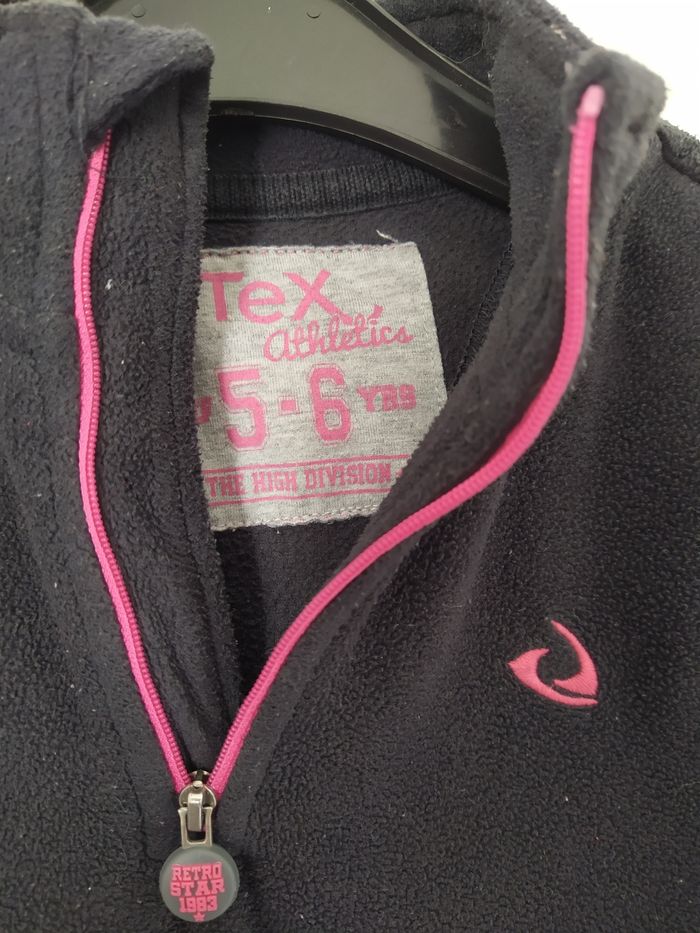 TeX
Athletics
5-6 YRS
THE HIGH DIVISION
RETRO
STAR
1983